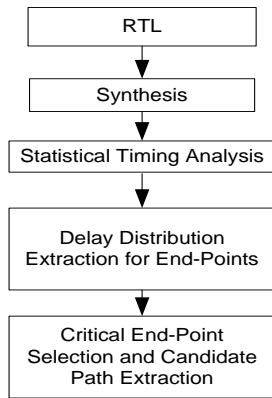 RTL
Synthesis
Statistical Timing Analysis
Delay Distribution
Extraction for End-Points
Critical End-Point
Selection and Candidate
Path Extraction